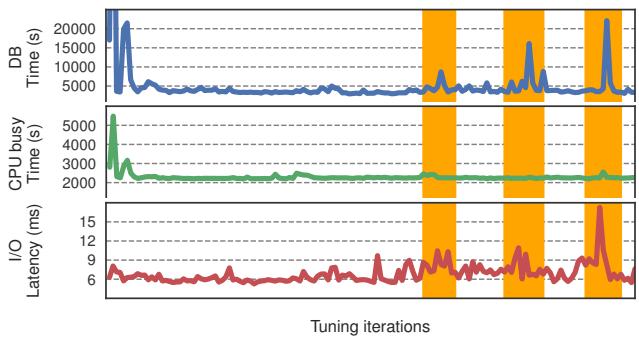 DB
Time (s)
20000
15000
10000
5000
CPU busy
Time (s)
5000
4000
3000
2000
I/O
Latency (ms)
15
12
9
6
Tuning iterations